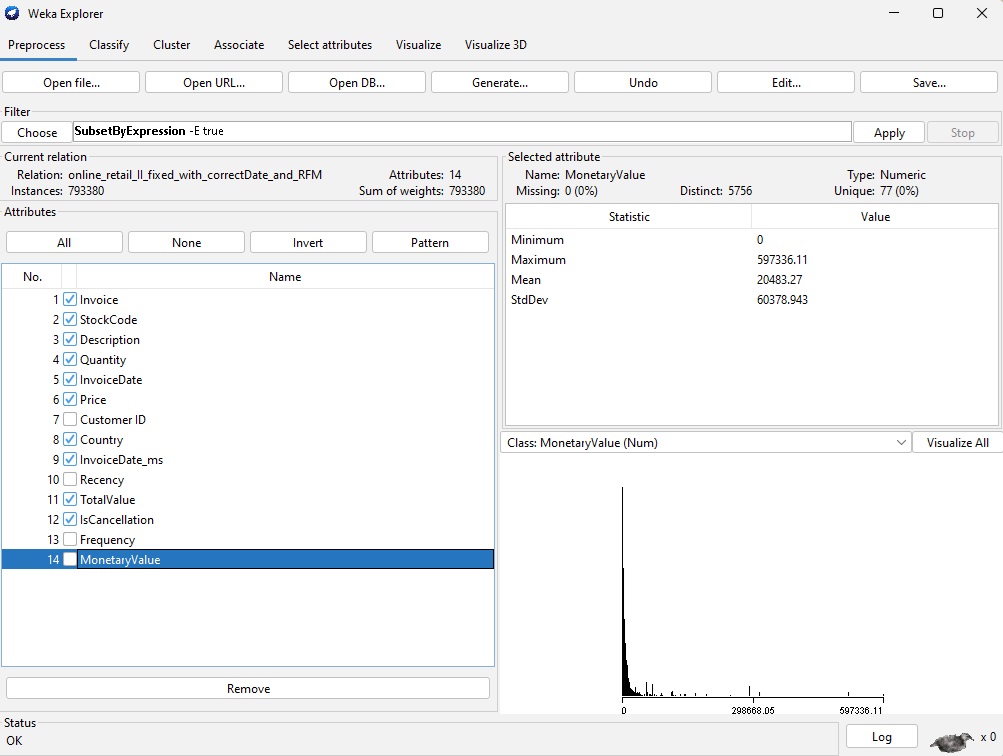 Weka Explorer
Preprocess Classify Cluster Associate Select attributes Visualize Visualize 3D
Open file... Open URL... Open DB... Generate... Undo Edit... Save...
Filter
Choose SubsetByExpression -E true Apply Stop
Current relation
Relation: online_retail_II_fixed_with_correctDate_and_RFM Attributes: 14
Instances: 793380 Sum of weights: 793380
Attributes
All None Invert Pattern
No. Name
1 Invoice
2 StockCode
3 Description
4 Quantity
5 InvoiceDate
6 Price
7 Customer ID
8 Country
9 InvoiceDate_ms
10 Recency
11 TotalValue
12 IsCancellation
13 Frequency
14 MonetaryValue
Remove
Selected attribute
Name: MonetaryValue Type: Numeric
Missing: 0 (0%) Distinct: 5756 Unique: 77 (0%)
Statistic Value
Minimum 0
Maximum 597336.11
Mean 20483.27
StdDev 60378.943
Class: MonetaryValue (Num) Visualize All
0 298668.05 597336.11
Status
OK
Log x 0